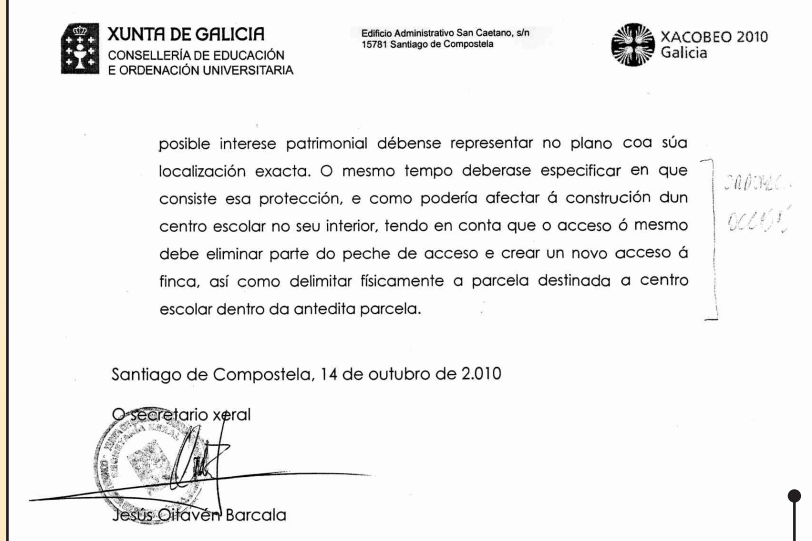 XUNTA DE GALICIA
CONSELLERÍA DE EDUCACIÓN
E ORDENACIÓN UNIVERSITARIA
Edificio Administrativo San Caetano, s/n
15781 Santiago de Compostela
XACOBEO 2010
Galicia
posible interese patrimonial débense representar no plano coa súa
localización exacta. O mesmo tempo deberase especificar en que
consiste esa protección, e como podería afectar á construción dun
centro escolar no seu interior, tendo en conta que o acceso ó mesmo
debe eliminar parte do peche de acceso e crear un novo acceso á
finca, así como delimitar físicamente a parcela destinada a centro
escolar dentro da antedita parcela.
Santiago de Compostela, 14 de outubro de 2.010
O secretario xeral
Jesús Oitavén Barcala